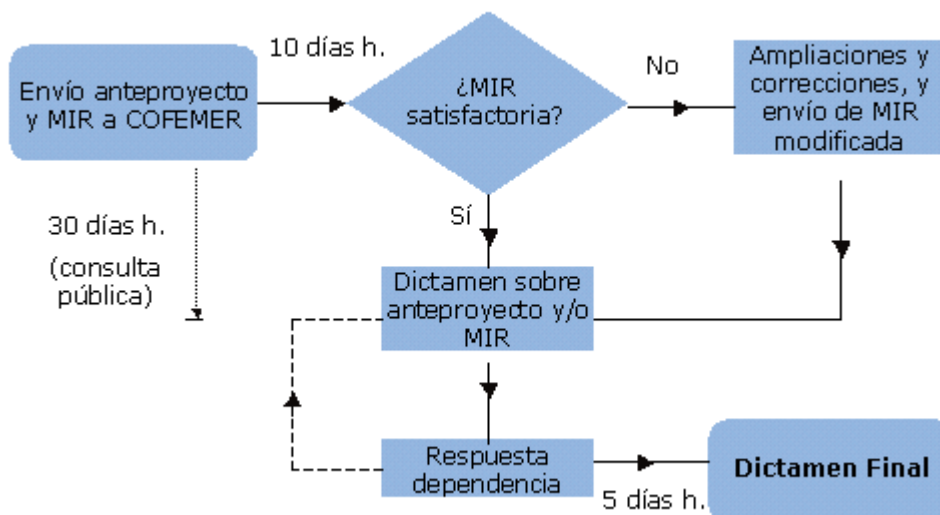 Envío anteproyecto
y MIR a COFEMER
10 días h.
¿MIR
satisfactoria?
No
Ampliaciones y
correcciones, y
envío de MIR
modificada
30 días h.
(consulta
pública)
Sí
Dictamen sobre
anteproyecto y/o
MIR
Respuesta
dependencia
5 días h.
Dictamen Final